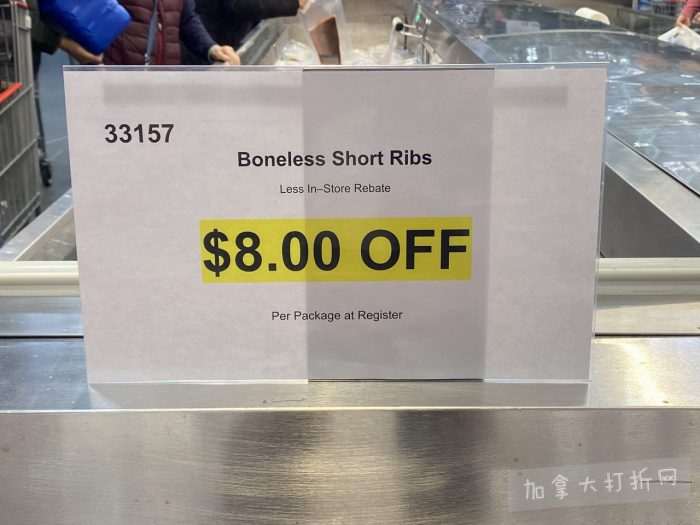 33157
Boneless Short Ribs
Less In–Store Rebate
$8.00 OFF
Per Package at Register
加拿大打折网